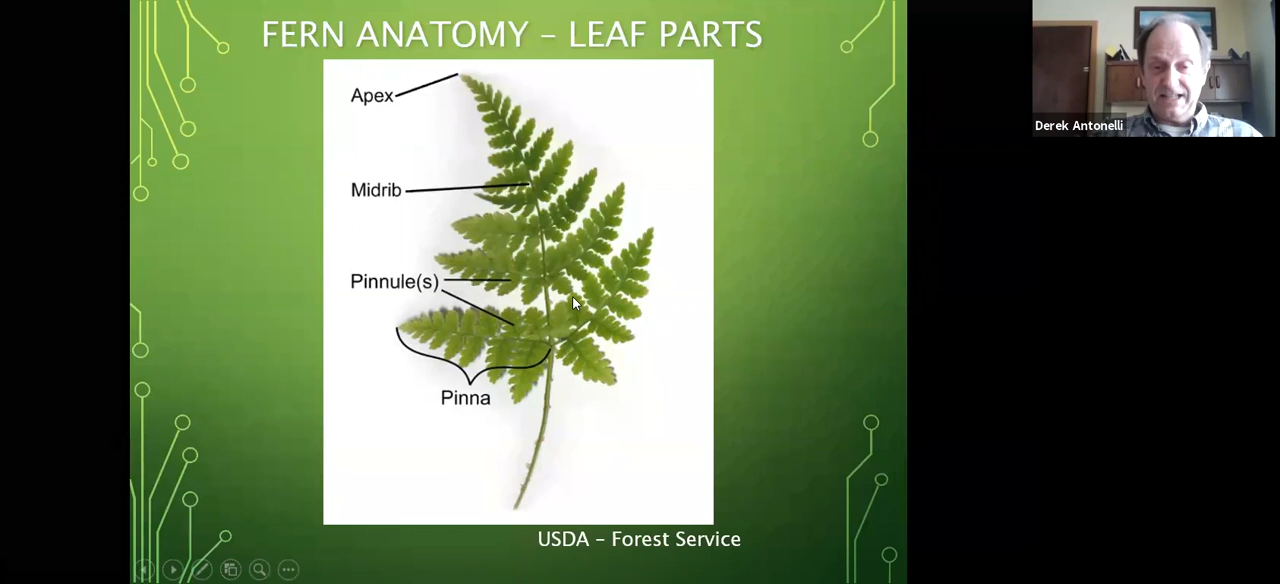 FERN ANATOMY – LEAF PARTS
Apex
Midrib
Pinnule(s)
Pinna
USDA – Forest Service
Derek Antonelli